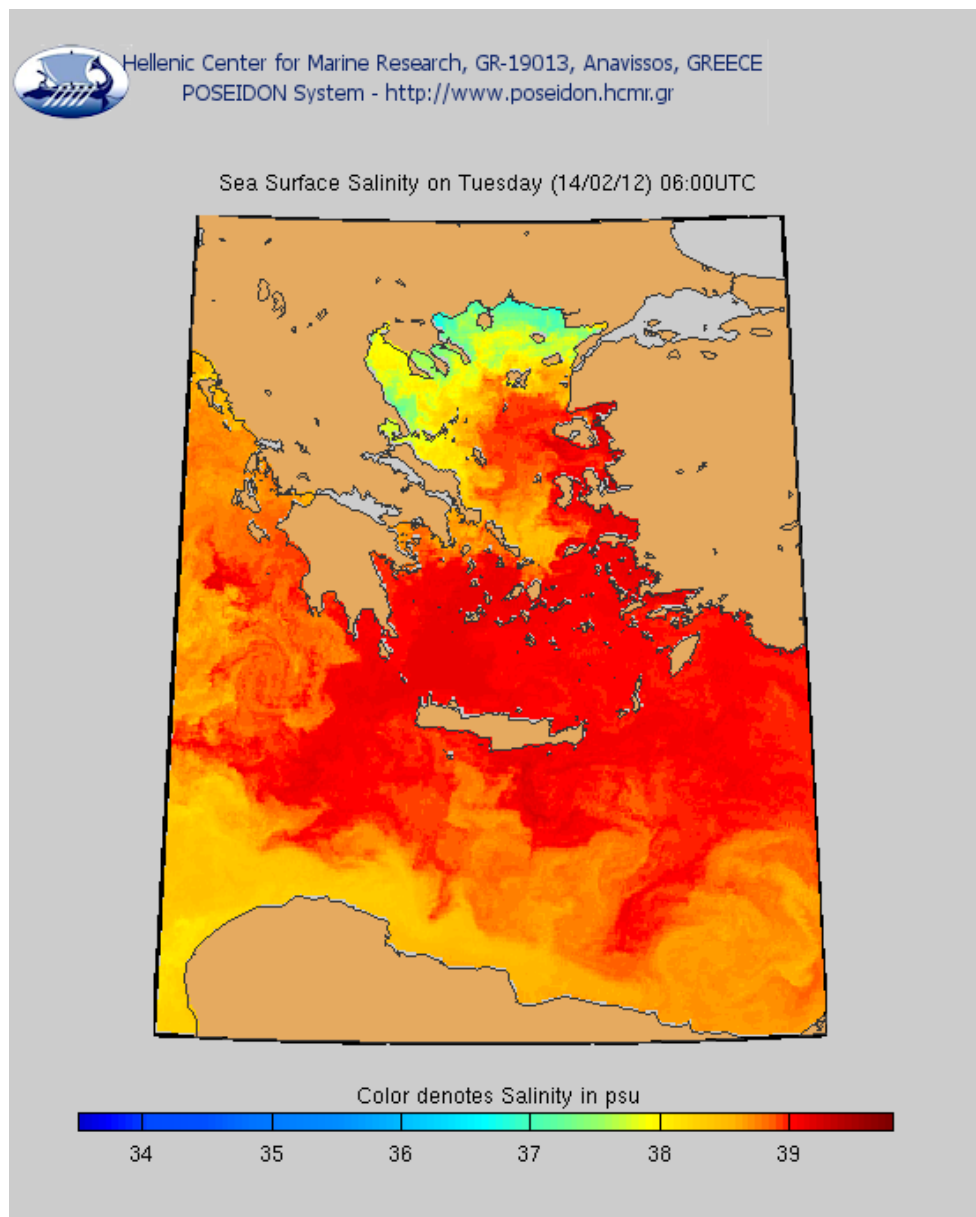 Hellenic Center for Marine Research, GR-19013, Anavissos, GREECE
POSEIDON System - http://www.poseidon.hcmr.gr
Sea Surface Salinity on Tuesday (14/02/12) 06:00UTC
Color denotes Salinity in psu
34 35 36 37 38 39